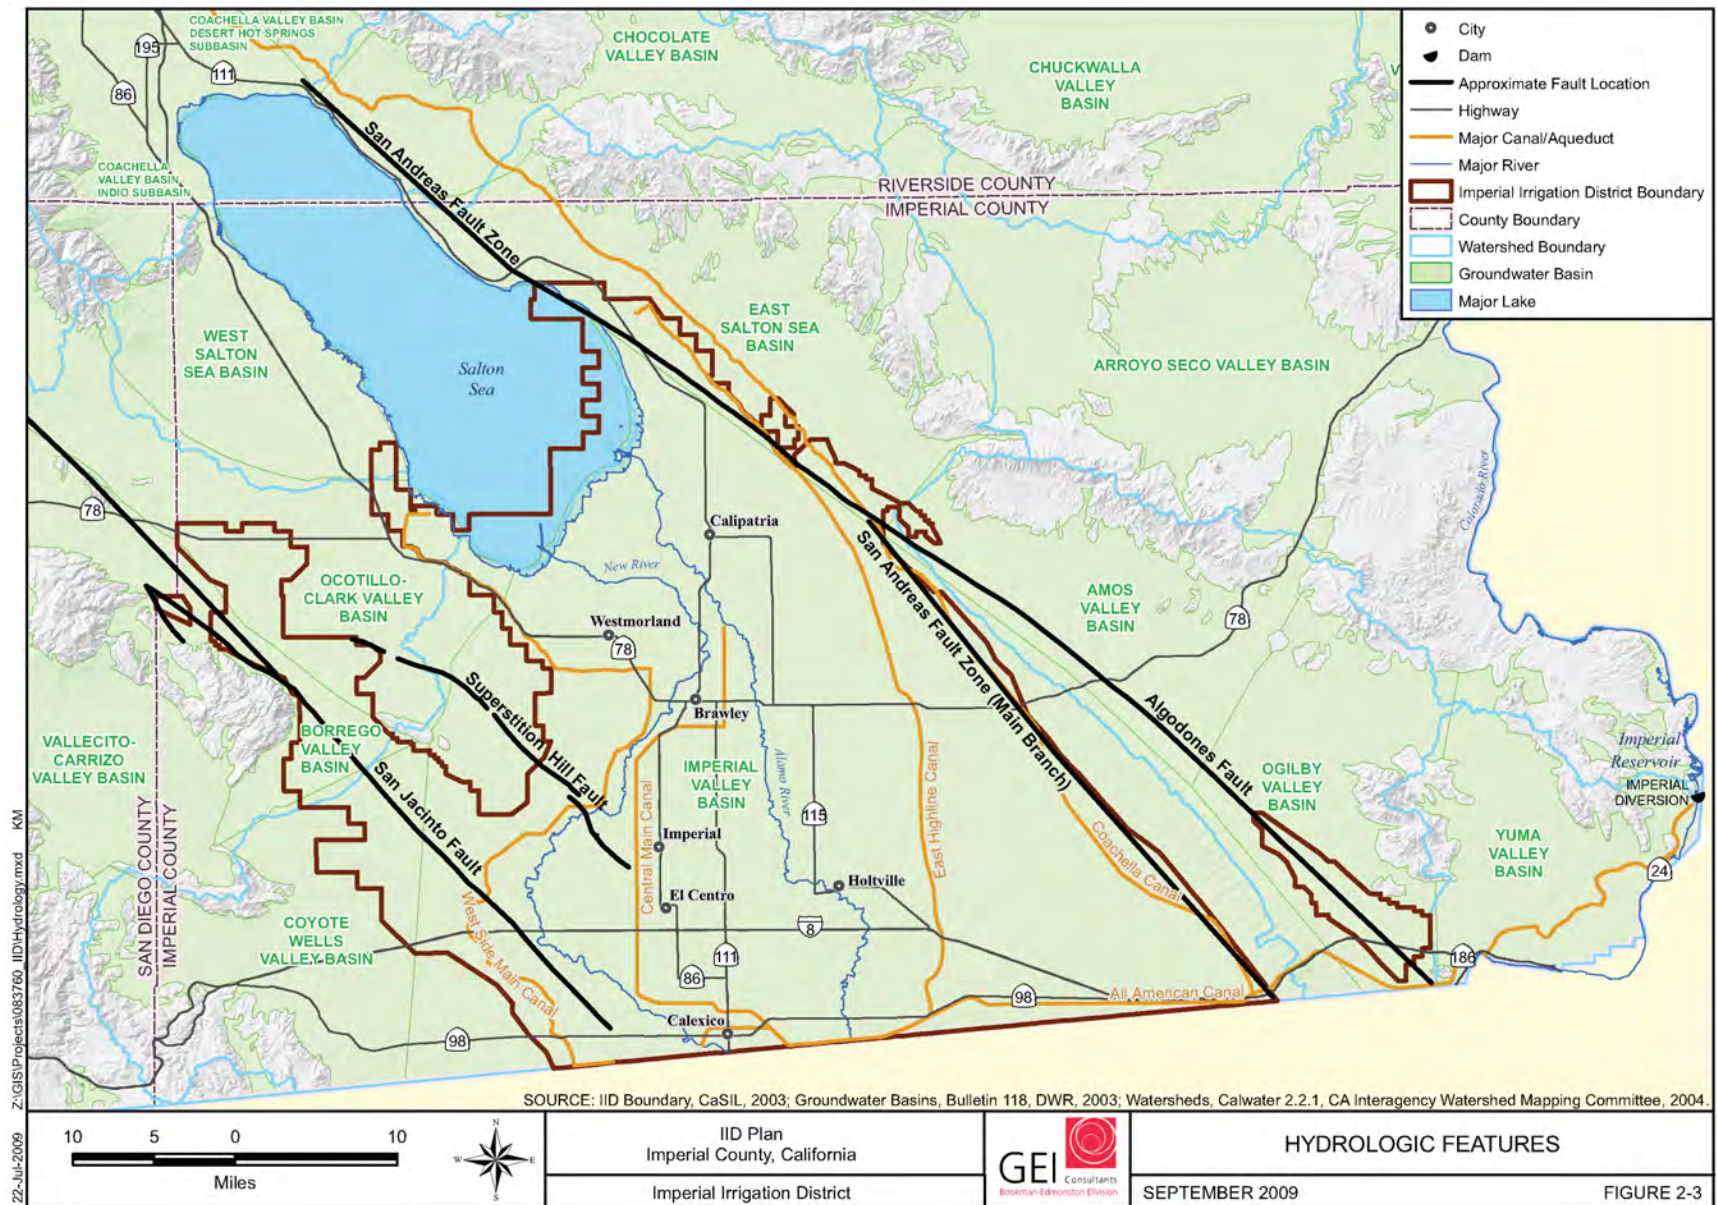 COACHELLA VALLEY BASIN
DESERT HOT SPRINGS
SUBBASIN
195
111
86
CHOCOLATE
VALLEY BASIN
CHUCKWALLA
VALLEY
BASIN
V
City
Dam
Approximate Fault Location
Highway
Major Canal/Aqueduct
Major River
Imperial Irrigation District Boundary
County Boundary
Watershed Boundary
Groundwater Basin
Major Lake
COACHELLA
VALLEY BASIN
INDIO SUBBASIN
San Andreas Fault Zone
RIVERSIDE COUNTY
IMPERIAL COUNTY
WEST
SALTON
SEA BASIN
Salton
Sea
EAST
SALTON SEA
BASIN
ARROYO SECO VALLEY BASIN
Colorado River
78
Calipatria
New River
OCOTILLO-
CLARK VALLEY
BASIN
Westmorland
78
AMOS
VALLEY
BASIN
78
San Andreas Fault Zone (Main Branch)
Superstition Hill Fault
Algodones Fault
Brawley
BORREGO
VALLEY
BASIN
VALLECITO-
CARRIZO
VALLEY BASIN
San Jacinto Fault
IMPERIAL
VALLEY
BASIN
Alamo River
OGILBY
VALLEY
BASIN
Imperial
Reservoir
IMPERIAL
DIVERSION
115
Imperial
Central Main Canal
East Highline Canal
Coachella Canal
YUMA
VALLEY
BASIN
24
El Centro
Holtville
SAN DIEGO COUNTY
IMPERIAL COUNTY
COYOTE
WELLS
VALLEY BASIN
West Side Main Canal
8
111
86
186
98
All American Canal
Calexico
98
SOURCE: IID Boundary, CaSIL, 2003; Groundwater Basins, Bulletin 118, DWR, 2003; Watersheds, Calwater 2.2.1, CA Interagency Watershed Mapping Committee, 2004.
Z:\GIS\Projects\083760_IID\Hydrology.mxd KM
22-Jul-2009
10 5 0 10
Miles
N
W E
S
IID Plan
Imperial County, California
Imperial Irrigation District
GEI
Consultants
Bookman-Edmonston Division
HYDROLOGIC FEATURES
SEPTEMBER 2009 FIGURE 2-3